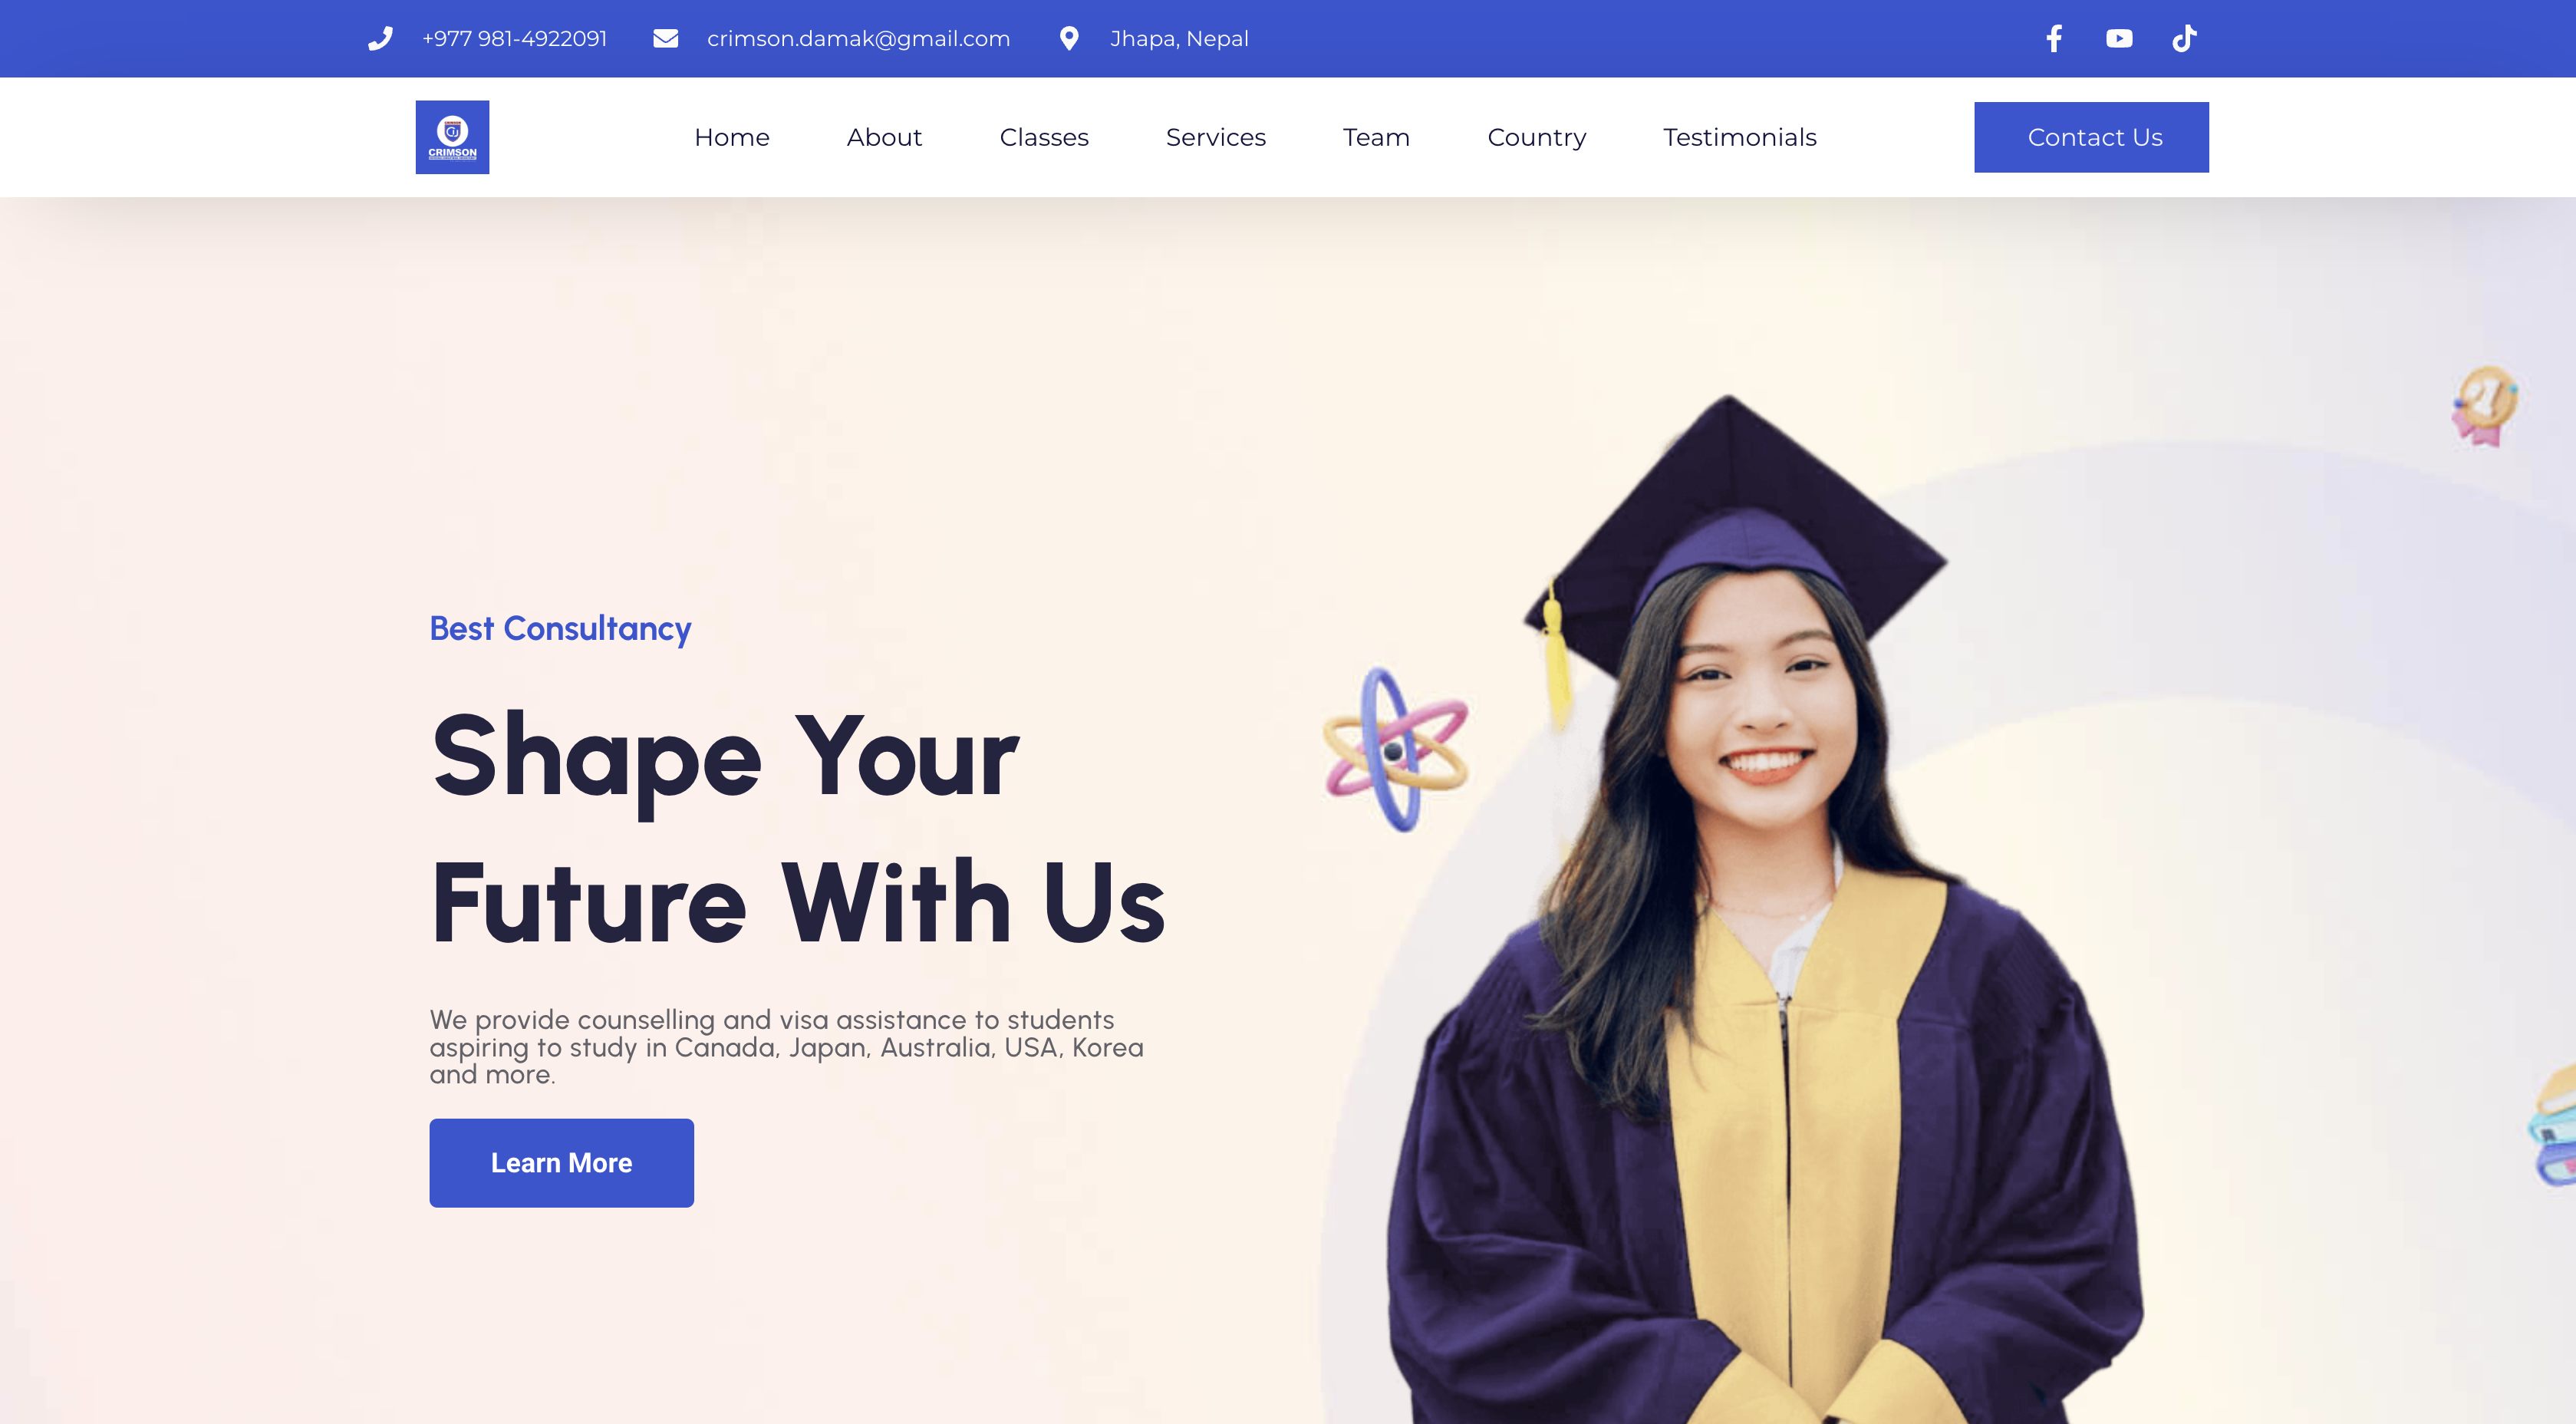 +977 981-4922091
crimson.damak@gmail.com
Jhapa, Nepal
CRIMSON
Home
About
Classes
Services
Team
Country
Testimonials
Contact Us
Best Consultancy
Shape Your
Future With Us
We provide counselling and visa assistance to students
aspiring to study in Canada, Japan, Australia, USA, Korea
and more.
Learn More